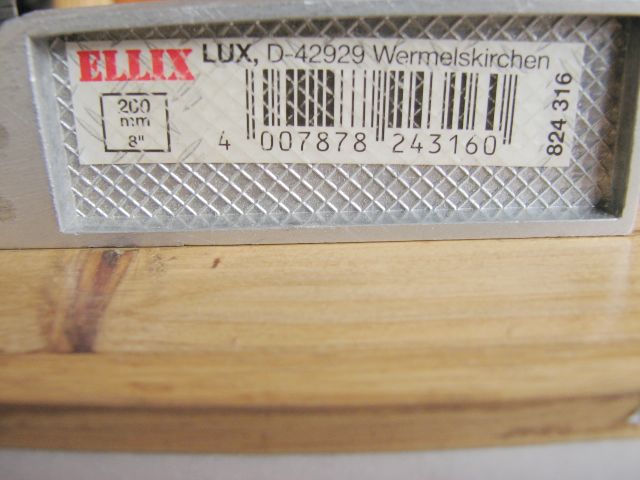 ELLIX LUX, D-42929 Wermelskirchen
200
mm
8"
4 007878 243160
824 316